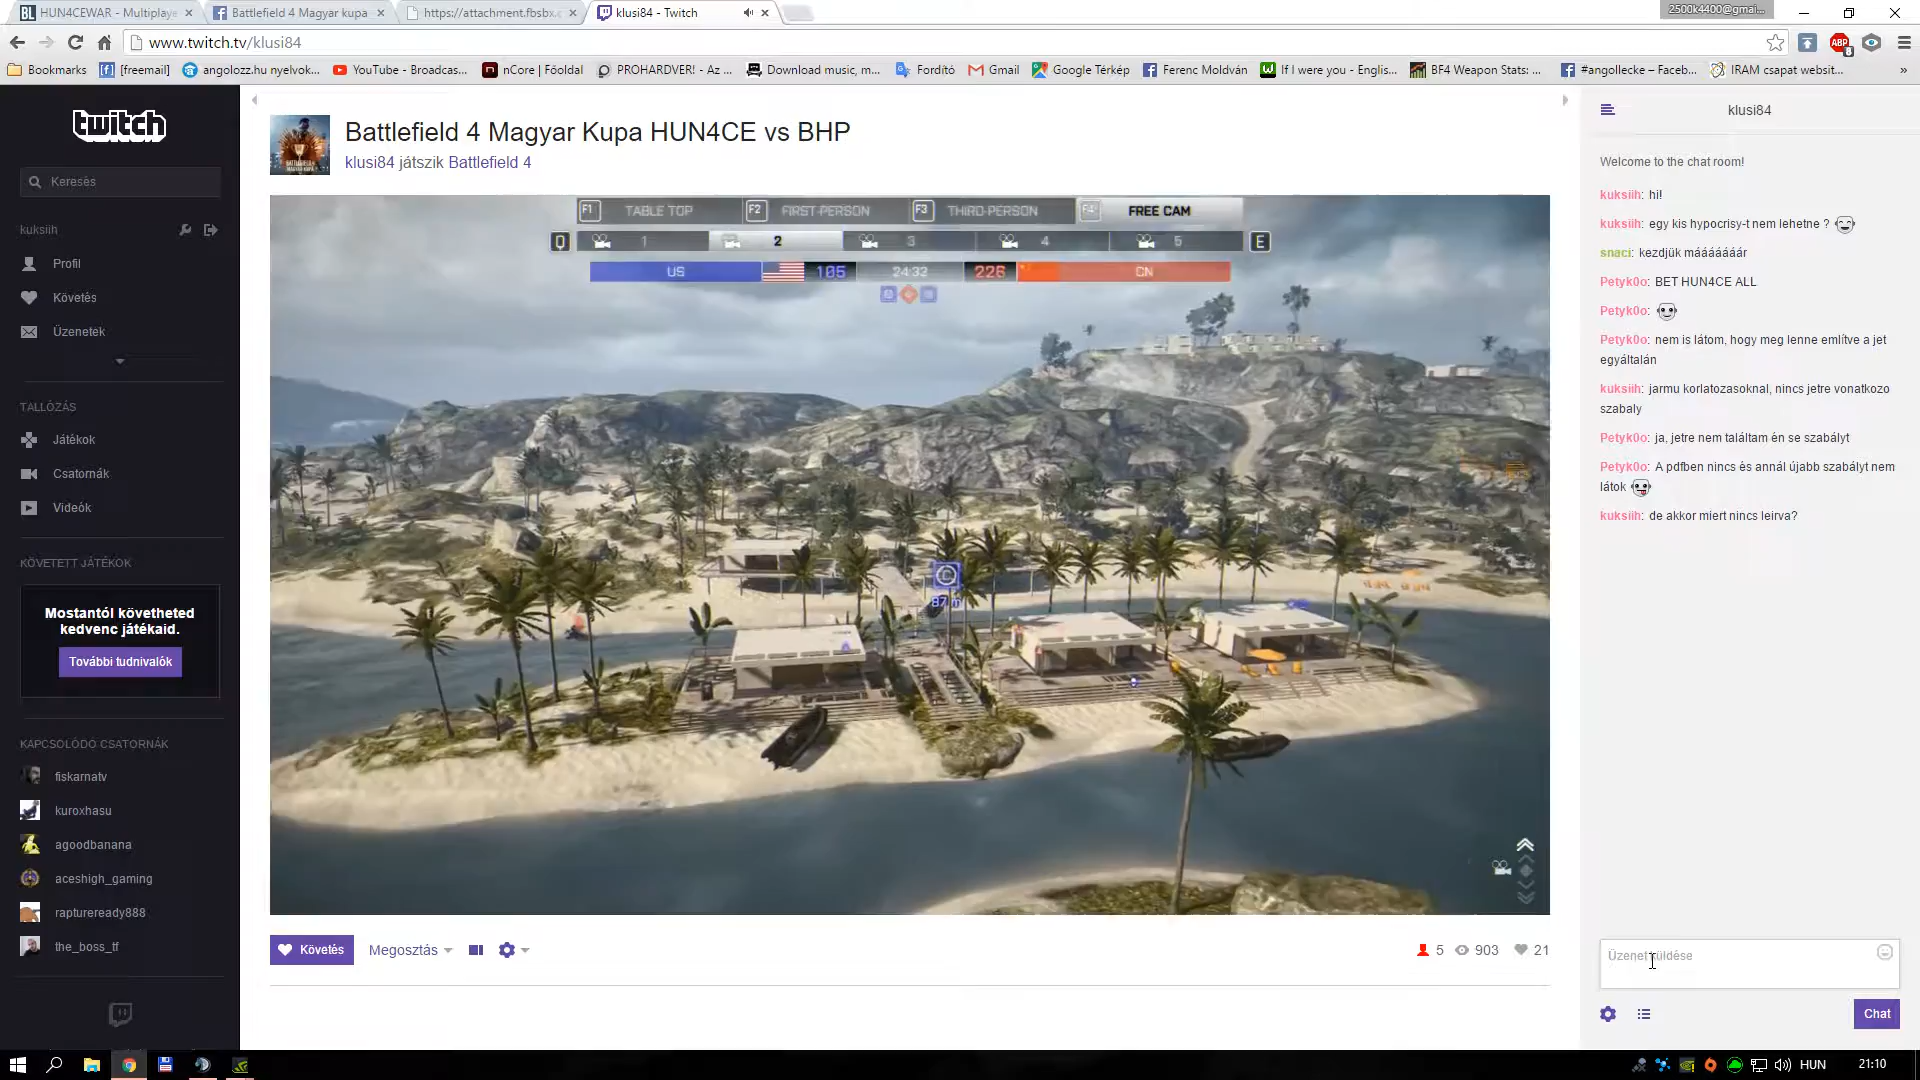 HUN4CEWAR - Multiplaye
Battlefield 4 Magyar kupa
https://attachment.fbsbx.c
klusi84 - Twitch
2500k4400@gmai...
www.twitch.tv/klusi84
ABP
8
Bookmarks
[freemail]
angolozz.hu nyelvok...
YouTube - Broadcas...
nCore | Főoldal
PROHARDVER! - Az ...
Download music, m...
Fordító
Gmail
Google Térkép
Ferenc Moldván
If I were you - Englis...
BF4 Weapon Stats: ...
#angollecke – Faceb...
IRAM csapat websit...
»
twitch
Keresés
kuksiih
Profil
Követés
Üzenetek
TALLÓZÁS
Játékok
Csatornák
Videók
KÖVETETT JÁTÉKOK
Mostantól követheted
kedvenc játékaid.
További tudnivalók
KAPCSOLÓDÓ CSATORNÁK
fiskarnatv
kuroxhasu
agoodbanana
aceshigh_gaming
raptureready888
the_boss_tf
Battlefield 4 Magyar Kupa HUN4CE vs BHP
klusi84 játszik Battlefield 4
F1 TABLE TOP F2 FIRST-PERSON F3 THIRD-PERSON F4 FREE CAM
Q 1 2 3 4 5 E
US 105 24:32 226 CN
C
87 m
Követés
Megosztás
5 903 21
klusi84
Welcome to the chat room!
kuksiih: hi!
kuksiih: egy kis hypocrisy-t nem lehetne ?
snaci: kezdjük máááááár
Petyk0o: BET HUN4CE ALL
Petyk0o:
Petyk0o: nem is látom, hogy meg lenne említve a jet
egyáltalán
kuksiih: jarmu korlatozasoknal, nincs jetre vonatkozo
szabaly
Petyk0o: ja, jetre nem találtam én se szabályt
Petyk0o: A pdfben nincs és annál újabb szabályt nem
látok
kuksiih: de akkor miert nincs leirva?
Üzenet küldése
Chat
HUN
21:10